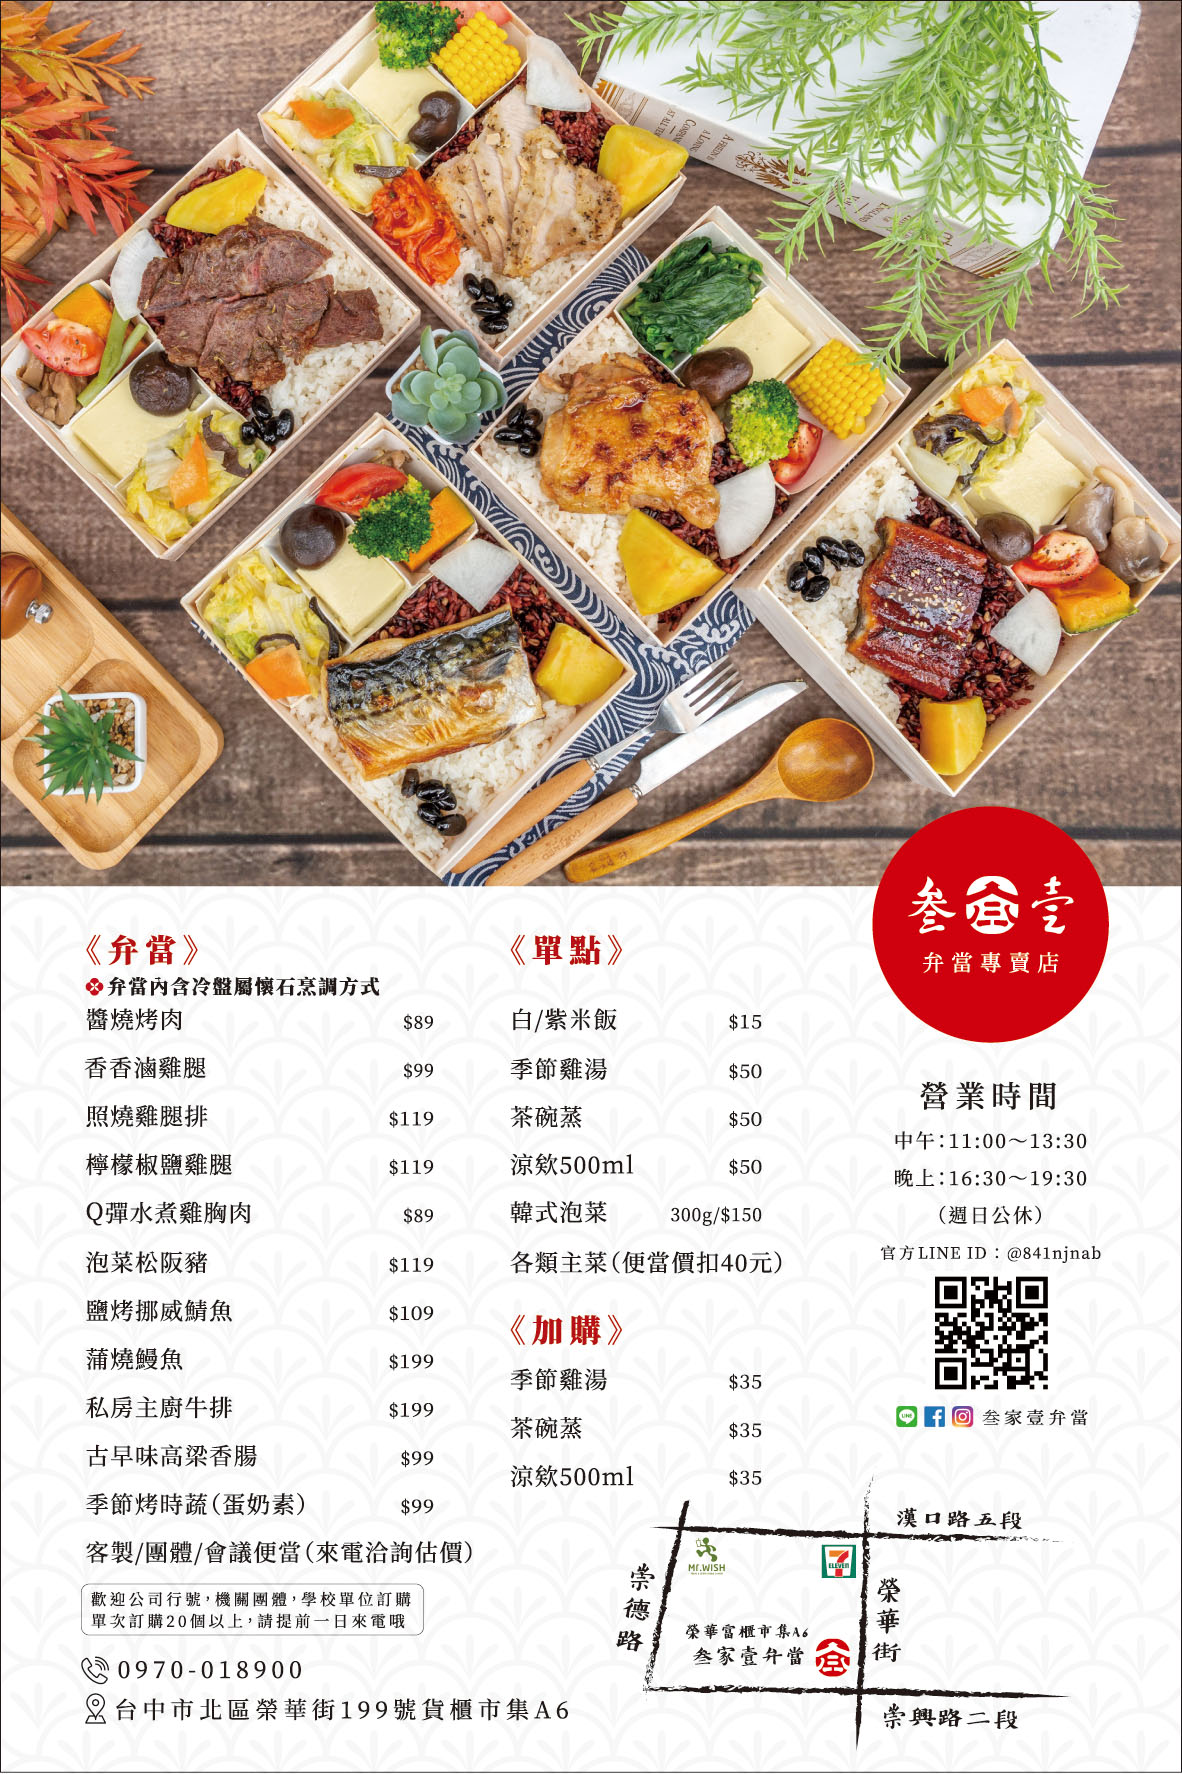 叁家壹
弁當專賣店
《弁當》
弁當內含冷盤屬懷石烹調方式
醬燒烤肉 $89
香香滷雞腿 $99
照燒雞腿排 $119
檸檬椒鹽雞腿 $119
Q彈水煮雞胸肉 $89
泡菜松阪豬 $119
鹽烤挪威鯖魚 $109
蒲燒鰻魚 $199
私房主廚牛排 $199
古早味高梁香腸 $99
季節烤時蔬(蛋奶素) $99
客製/團體/會議便當(來電洽詢估價)
歡迎公司行號,機關團體,學校單位訂購
單次訂購20個以上,請提前一日來電哦
0970-018900
台中市北區榮華街199號貨櫃市集A6
《單點》
白/紫米飯 $15
季節雞湯 $50
茶碗蒸 $50
涼欸500ml $50
韓式泡菜 300g/$150
各類主菜(便當價扣40元)
《加購》
季節雞湯 $35
茶碗蒸 $35
涼欸500ml $35
營業時間
中午:11:00～13:30
晚上:16:30～19:30
(週日公休)
官方LINE ID：@841njnab
叁家壹弁當
漢口路五段
Mr.WISH
7
ELEVEN
崇德路
榮華街
榮華富櫃市集A6
叁家壹弁當
崇興路二段